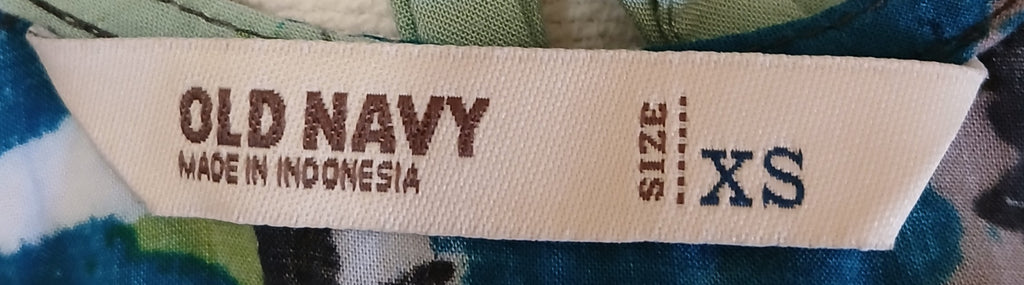 OLD NAVY
MADE IN INDONESIA
SIZE
XS